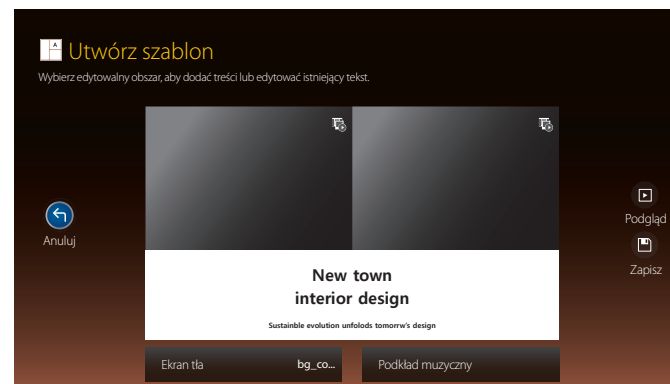 Utwórz szablon
Wybierz edytowalny obszar, aby dodać treści lub edytować istniejący tekst.
Anuluj
Podgląd
Zapisz
New town
interior design
Sustainble evolution unfolods tomorrw's design
Ekran tła bg_co...
Podkład muzyczny